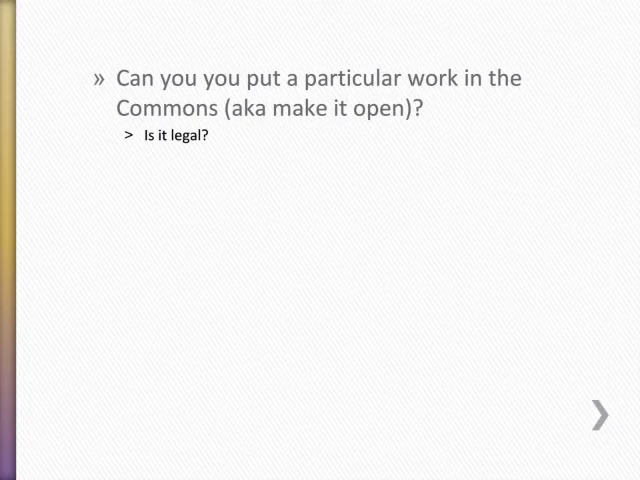 » Can you you put a particular work in the
Commons (aka make it open)?
> Is it legal?